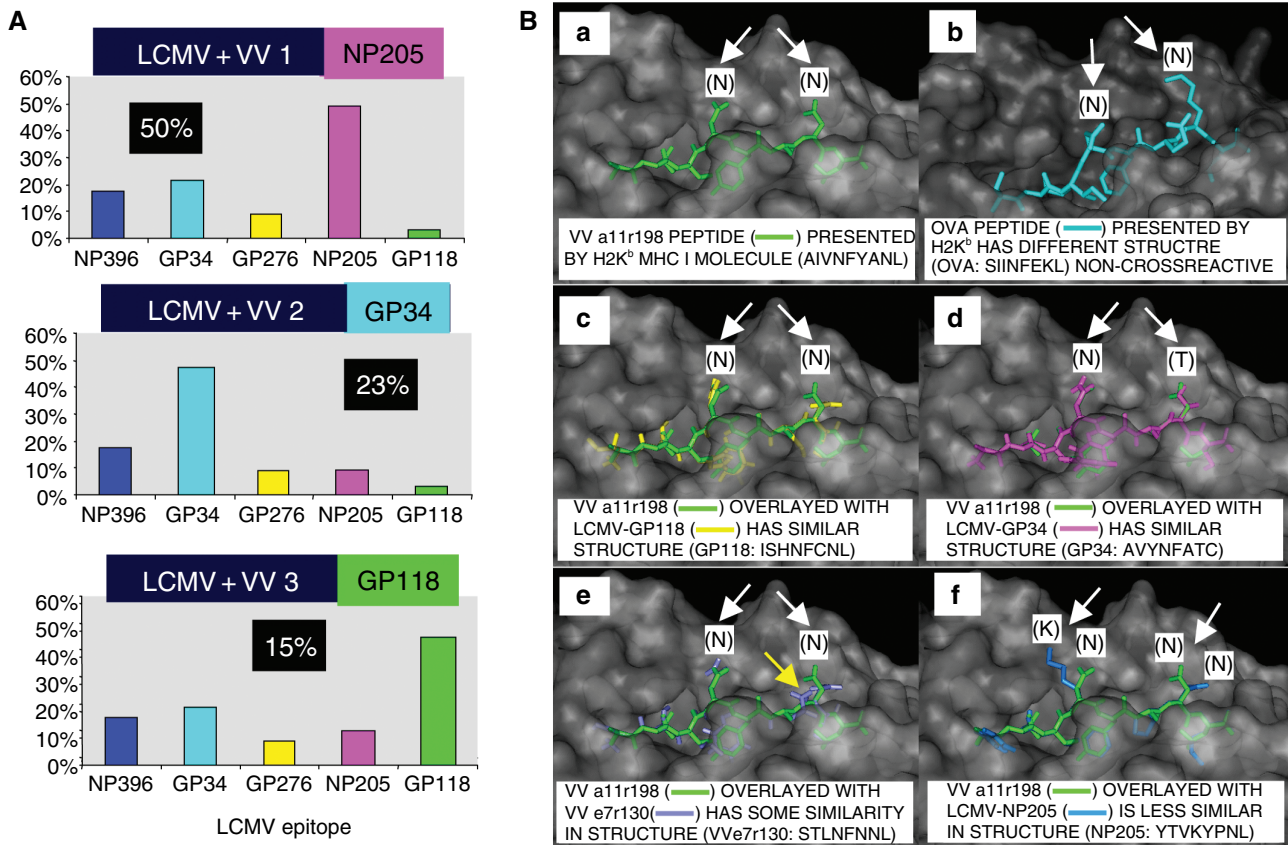 A
LCMV + VV 1 NP205
60%
50%
40%
30%
20%
10%
0%
50%
NP396 GP34 GP276 NP205 GP118
LCMV + VV 2 GP34
60%
50%
40%
30%
20%
10%
0%
23%
NP396 GP34 GP276 NP205 GP118
LCMV + VV 3 GP118
60%
50%
40%
30%
20%
10%
0%
15%
NP396 GP34 GP276 NP205 GP118
LCMV epitope
B
a
(N) (N)
VV a11r198 PEPTIDE ( ) PRESENTED
BY H2Kb MHC I MOLECULE (AIVNFYANL)
b
(N)
(N)
OVA PEPTIDE ( ) PRESENTED BY
H2Kb HAS DIFFERENT STRUCTRE
(OVA: SIINFEKL) NON-CROSSREACTIVE
c
(N) (N)
VV a11r198 ( ) OVERLAYED WITH
LCMV-GP118 ( ) HAS SIMILAR
STRUCTURE (GP118: ISHNFCNL)
d
(N) (T)
VV a11r198 ( ) OVERLAYED WITH
LCMV-GP34 ( ) HAS SIMILAR
STRUCTURE (GP34: AVYNFATC)
e
(N) (N)
VV a11r198 ( ) OVERLAYED WITH
VV e7r130( ) HAS SOME SIMILARITY
IN STRUCTURE (VVe7r130: STLNFNNL)
f
(K) (N) (N) (N)
VV a11r198 ( ) OVERLAYED WITH
LCMV-NP205 ( ) IS LESS SIMILAR
IN STRUCTURE (NP205: YTVKYPNL)